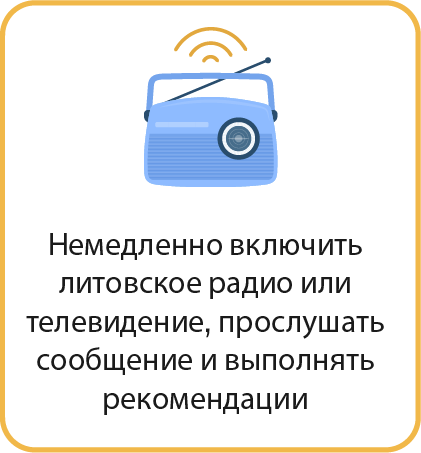 Немедленно включить
литовское радио или
телевидение, прослушать
сообщение и выполнять
рекомендации